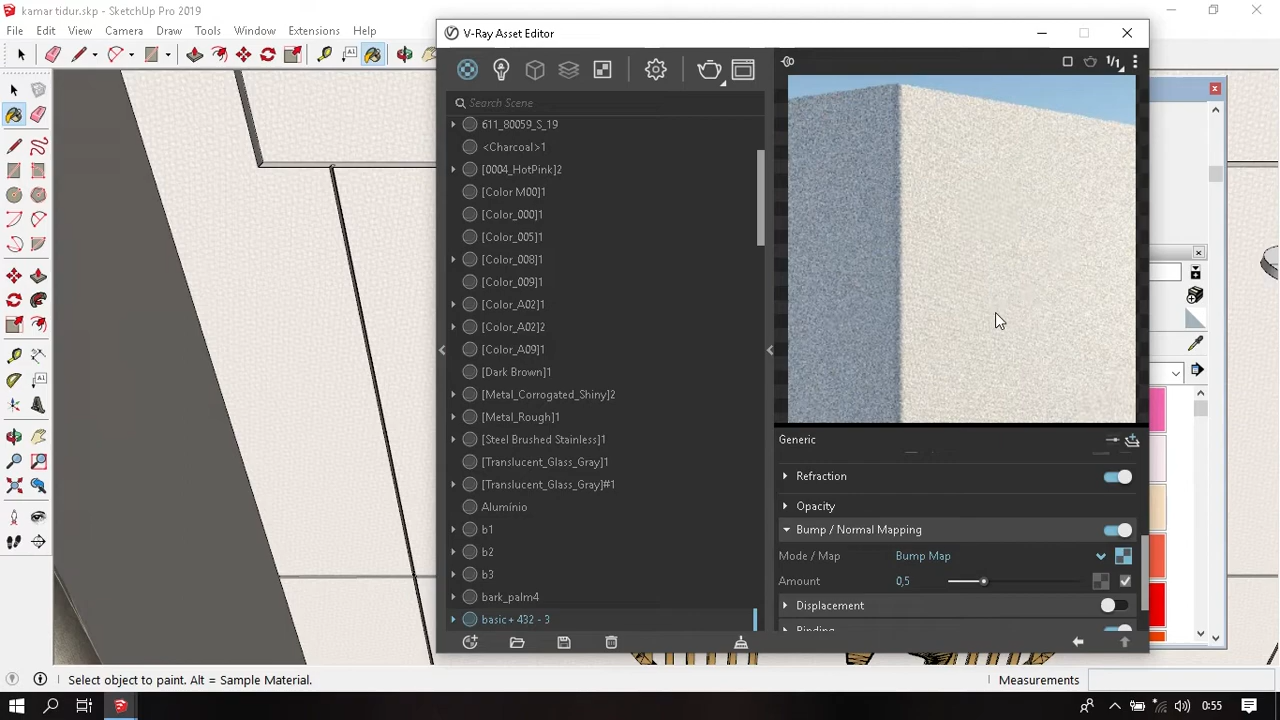 kamar tidur.skp - SketchUp Pro 2019
File Edit View Camera Draw Tools Window Extensions Help
V-Ray Asset Editor
Search Scene
1/1
611_80059_S_19
<Charcoal>1
[0004_HotPink]2
[Color M00]1
[Color_000]1
[Color_005]1
[Color_008]1
[Color_009]1
[Color_A02]1
[Color_A02]2
[Color_A09]1
[Dark Brown]1
[Metal_Corrogated_Shiny]2
[Metal_Rough]1
[Steel Brushed Stainless]1
[Translucent_Glass_Gray]1
[Translucent_Glass_Gray]#1
Alumínio
b1
b2
b3
bark_palm4
basic+ 432 - 3
Generic
Refraction
Opacity
Bump / Normal Mapping
Mode / Map Bump Map
Amount 0,5
Displacement
Binding
Select object to paint. Alt = Sample Material.
Measurements
0:55